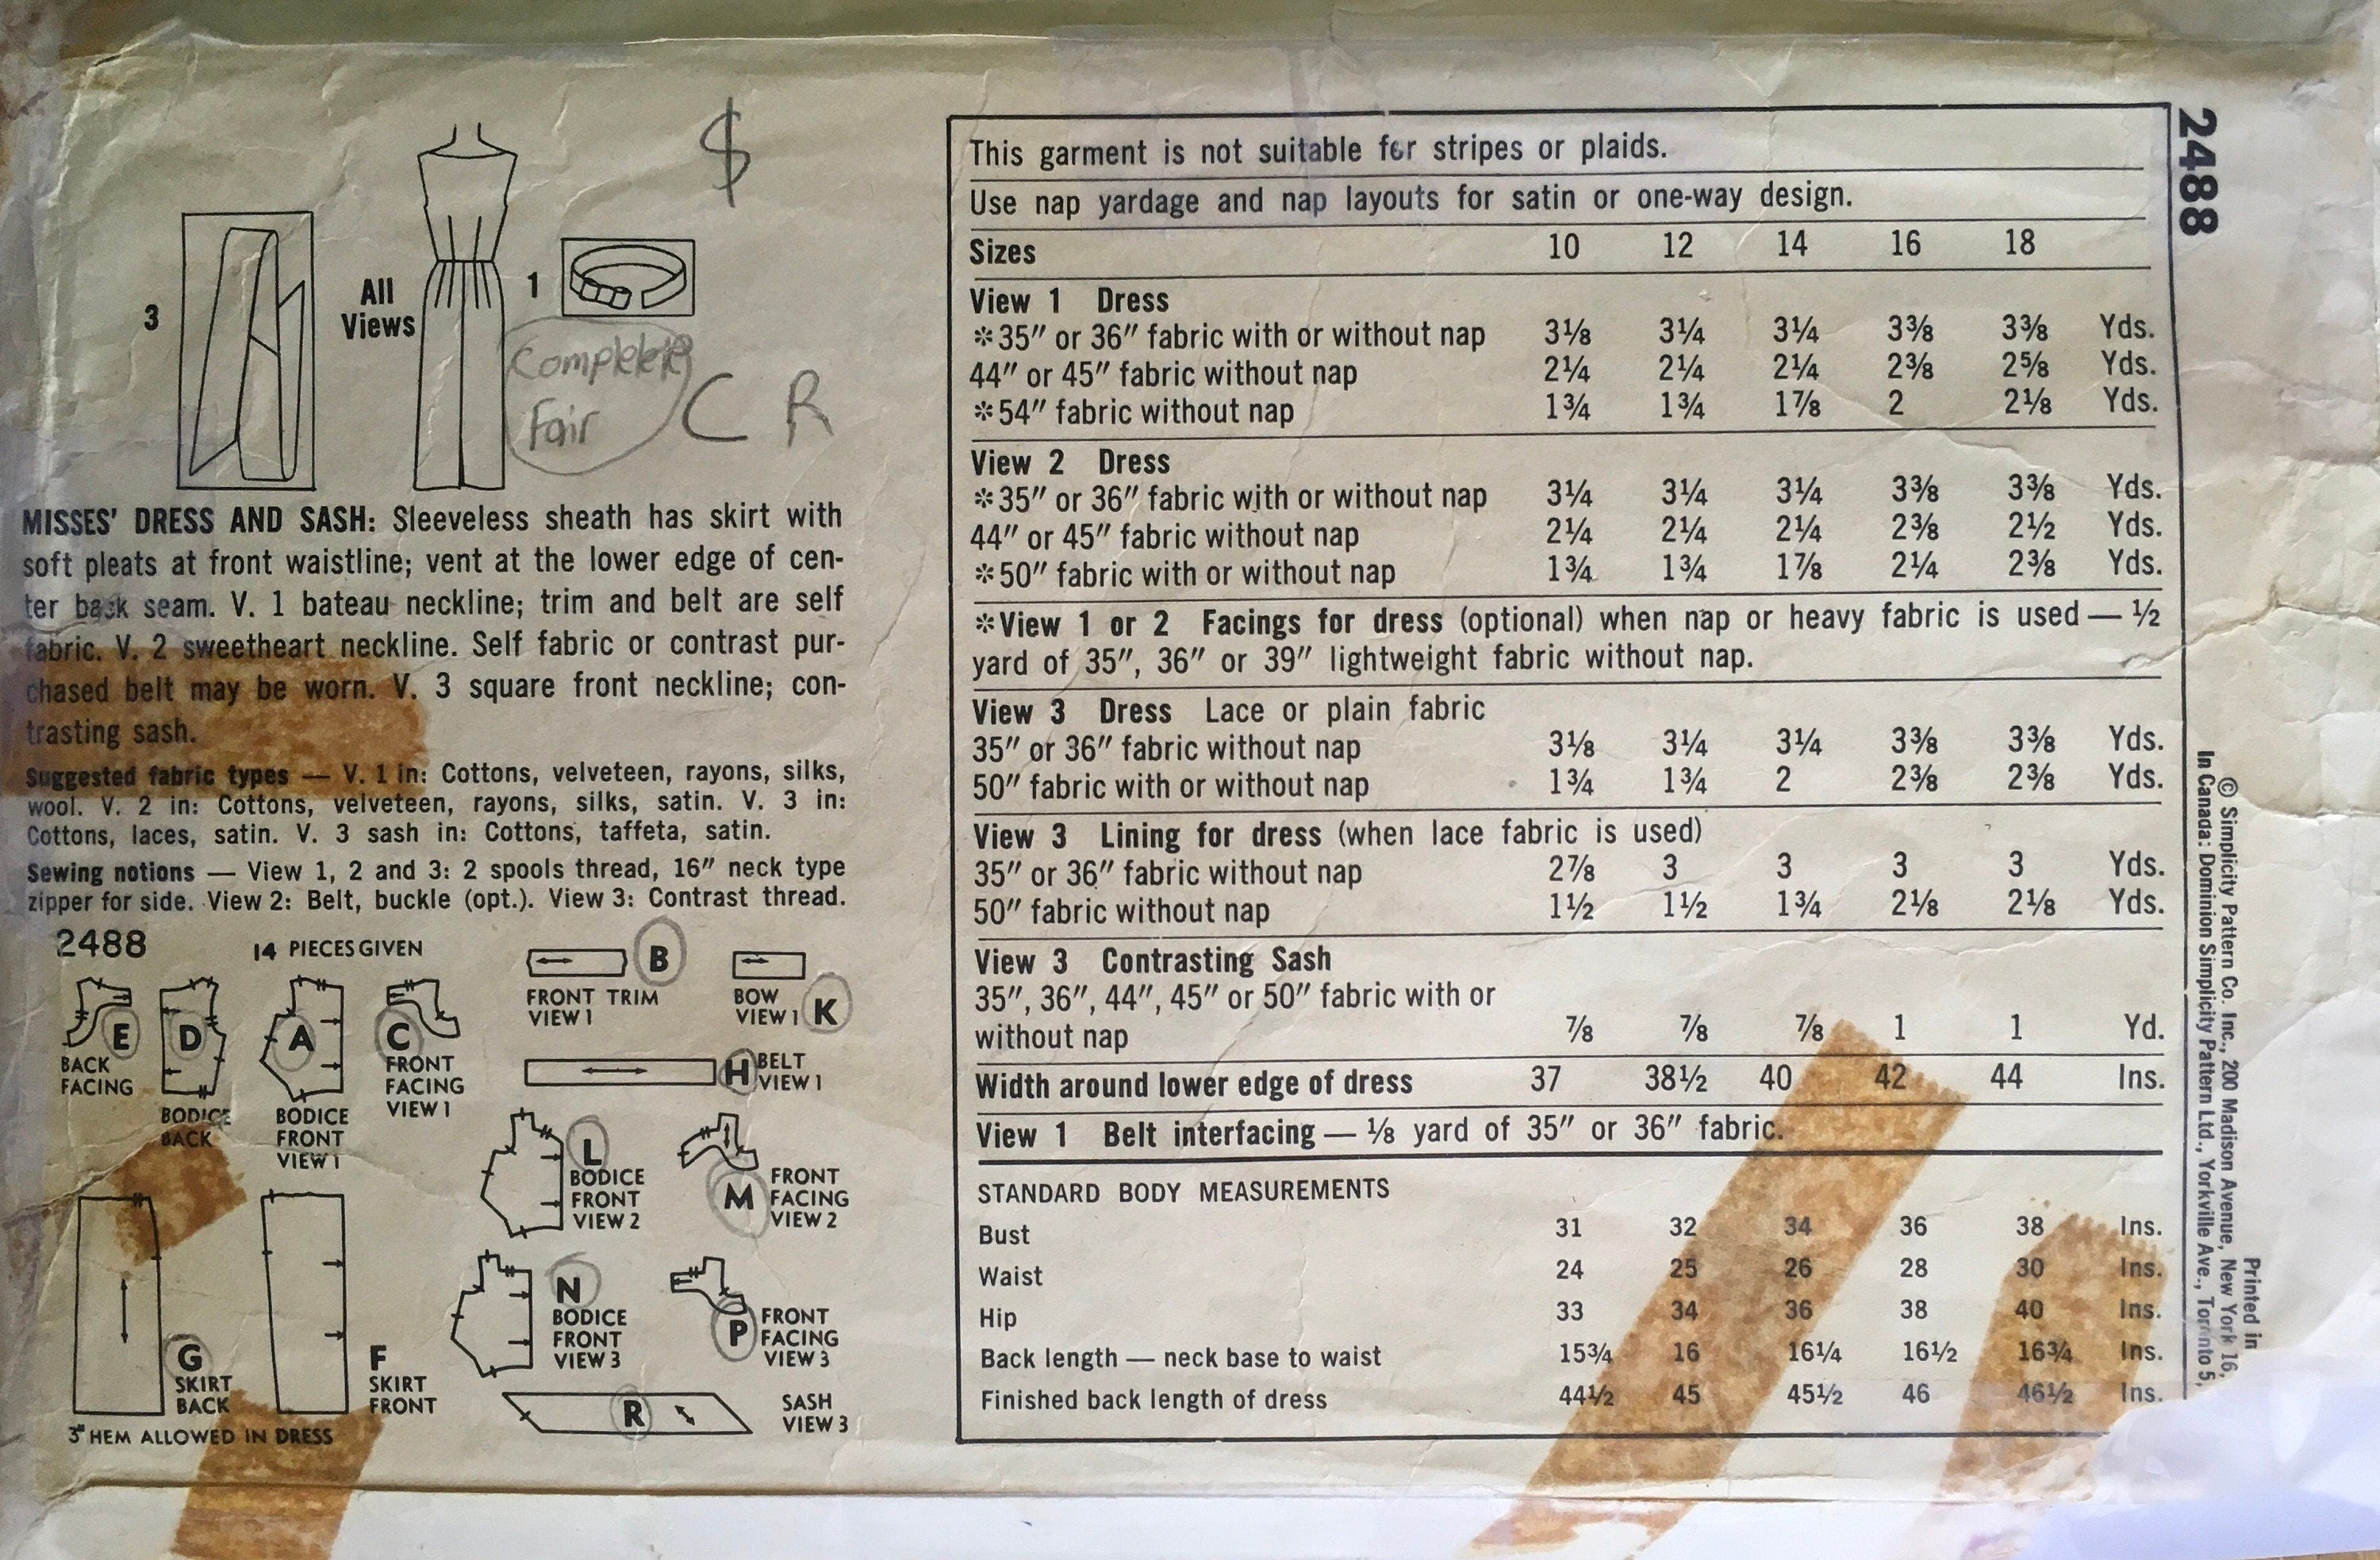 $
3
All
Views
1
Complete
Fair
C R
MISSES' DRESS AND SASH: Sleeveless sheath has skirt with
soft pleats at front waistline; vent at the lower edge of cen-
ter back seam. V. 1 bateau neckline; trim and belt are self
fabric. V. 2 sweetheart neckline. Self fabric or contrast pur-
chased belt may be worn. V. 3 square front neckline; con-
trasting sash.
Suggested fabric types — V. 1 in: Cottons, velveteen, rayons, silks,
wool. V. 2 in: Cottons, velveteen, rayons, silks, satin. V. 3 in:
Cottons, laces, satin. V. 3 sash in: Cottons, taffeta, satin.
Sewing notions — View 1, 2 and 3: 2 spools thread, 16" neck type
zipper for side. View 2: Belt, buckle (opt.). View 3: Contrast thread.
2488 14 PIECES GIVEN
E
BACK
FACING
D
BODICE
BACK
A
BODICE
FRONT
VIEW 1
C
FRONT
FACING
VIEW 1
B
FRONT TRIM
VIEW 1
BOW
VIEW 1 K
H BELT
VIEW 1
L
BODICE
FRONT
VIEW 2
M
FRONT
FACING
VIEW 2
G
SKIRT
BACK
F
SKIRT
FRONT
N
BODICE
FRONT
VIEW 3
P
FRONT
FACING
VIEW 3
R
SASH
VIEW 3
3" HEM ALLOWED IN DRESS
This garment is not suitable for stripes or plaids.
Use nap yardage and nap layouts for satin or one-way design.
Sizes 10 12 14 16 18
View 1 Dress
*35" or 36" fabric with or without nap 3⅛ 3¼ 3¼ 3⅜ 3⅜ Yds.
44" or 45" fabric without nap 2¼ 2¼ 2¼ 2⅜ 2⅝ Yds.
*54" fabric without nap 1¾ 1¾ 1⅞ 2 2⅛ Yds.
View 2 Dress
*35" or 36" fabric with or without nap 3¼ 3¼ 3¼ 3⅜ 3⅜ Yds.
44" or 45" fabric without nap 2¼ 2¼ 2¼ 2⅜ 2½ Yds.
*50" fabric with or without nap 1¾ 1¾ 1⅞ 2¼ 2⅜ Yds.
*View 1 or 2 Facings for dress (optional) when nap or heavy fabric is used — ½
yard of 35", 36" or 39" lightweight fabric without nap.
View 3 Dress Lace or plain fabric
35" or 36" fabric without nap 3⅛ 3¼ 3¼ 3⅜ 3⅜ Yds.
50" fabric with or without nap 1¾ 1¾ 2 2⅜ 2⅜ Yds.
View 3 Lining for dress (when lace fabric is used)
35" or 36" fabric without nap 2⅞ 3 3 3 3 Yds.
50" fabric without nap 1½ 1½ 1¾ 2⅛ 2⅛ Yds.
View 3 Contrasting Sash
35", 36", 44", 45" or 50" fabric with or
without nap ⅞ ⅞ ⅞ 1 1 Yd.
Width around lower edge of dress 37 38½ 40 42 44 Ins.
View 1 Belt interfacing — ⅛ yard of 35" or 36" fabric.
STANDARD BODY MEASUREMENTS
Bust 31 32 34 36 38 Ins.
Waist 24 25 26 28 30 Ins.
Hip 33 34 36 38 40 Ins.
Back length — neck base to waist 15¾ 16 16¼ 16½ 16¾ Ins.
Finished back length of dress 44½ 45 45½ 46 46½ Ins.
2488
© Simplicity Pattern Co. Inc., 200 Madison Avenue, New York 16,
In Canada: Dominion Simplicity Pattern Ltd., Yorkville Ave., Toronto 5,
Printed in